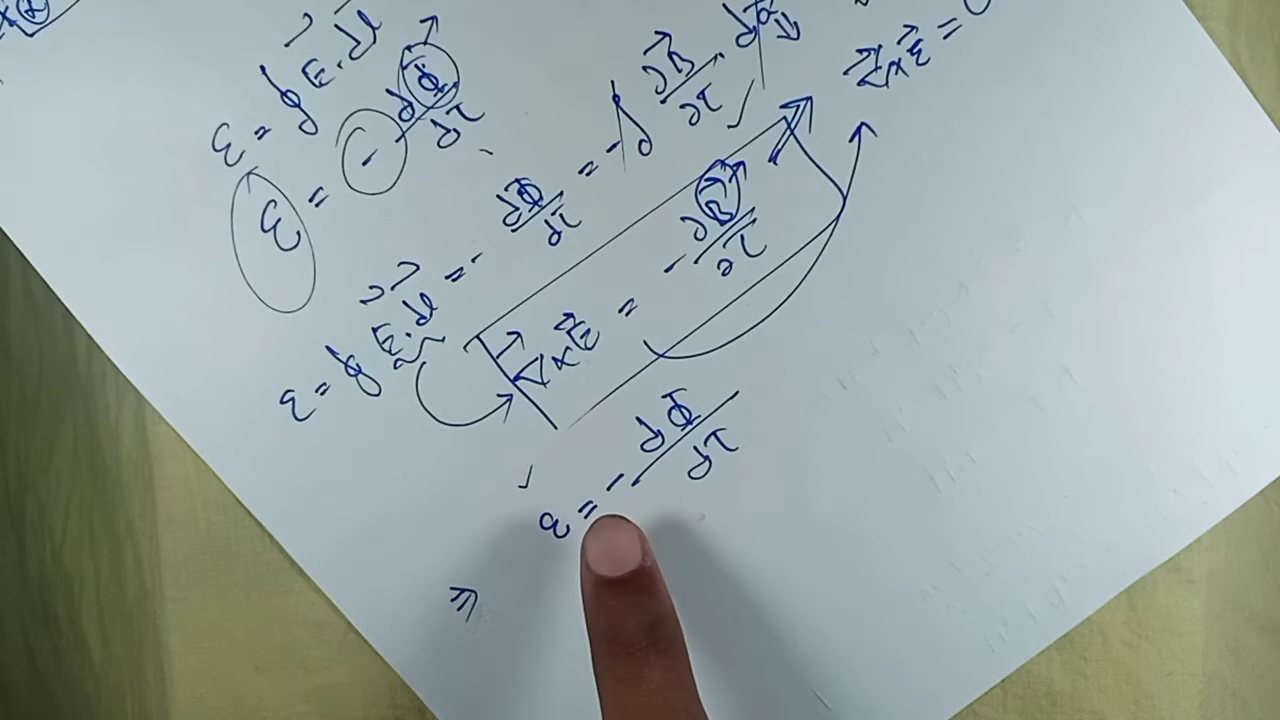 ε = ∮ E⃗ · dl⃗
ε = - dΦ/dt
ε = ∮ E⃗ · dl⃗ = - dΦ/dt = - ∫ ∂B⃗/∂t · da⃗
∇⃗ × E⃗ = - ∂B⃗/∂t
∇⃗ × E⃗ = 0
ε = - dΦ/dt
⇒